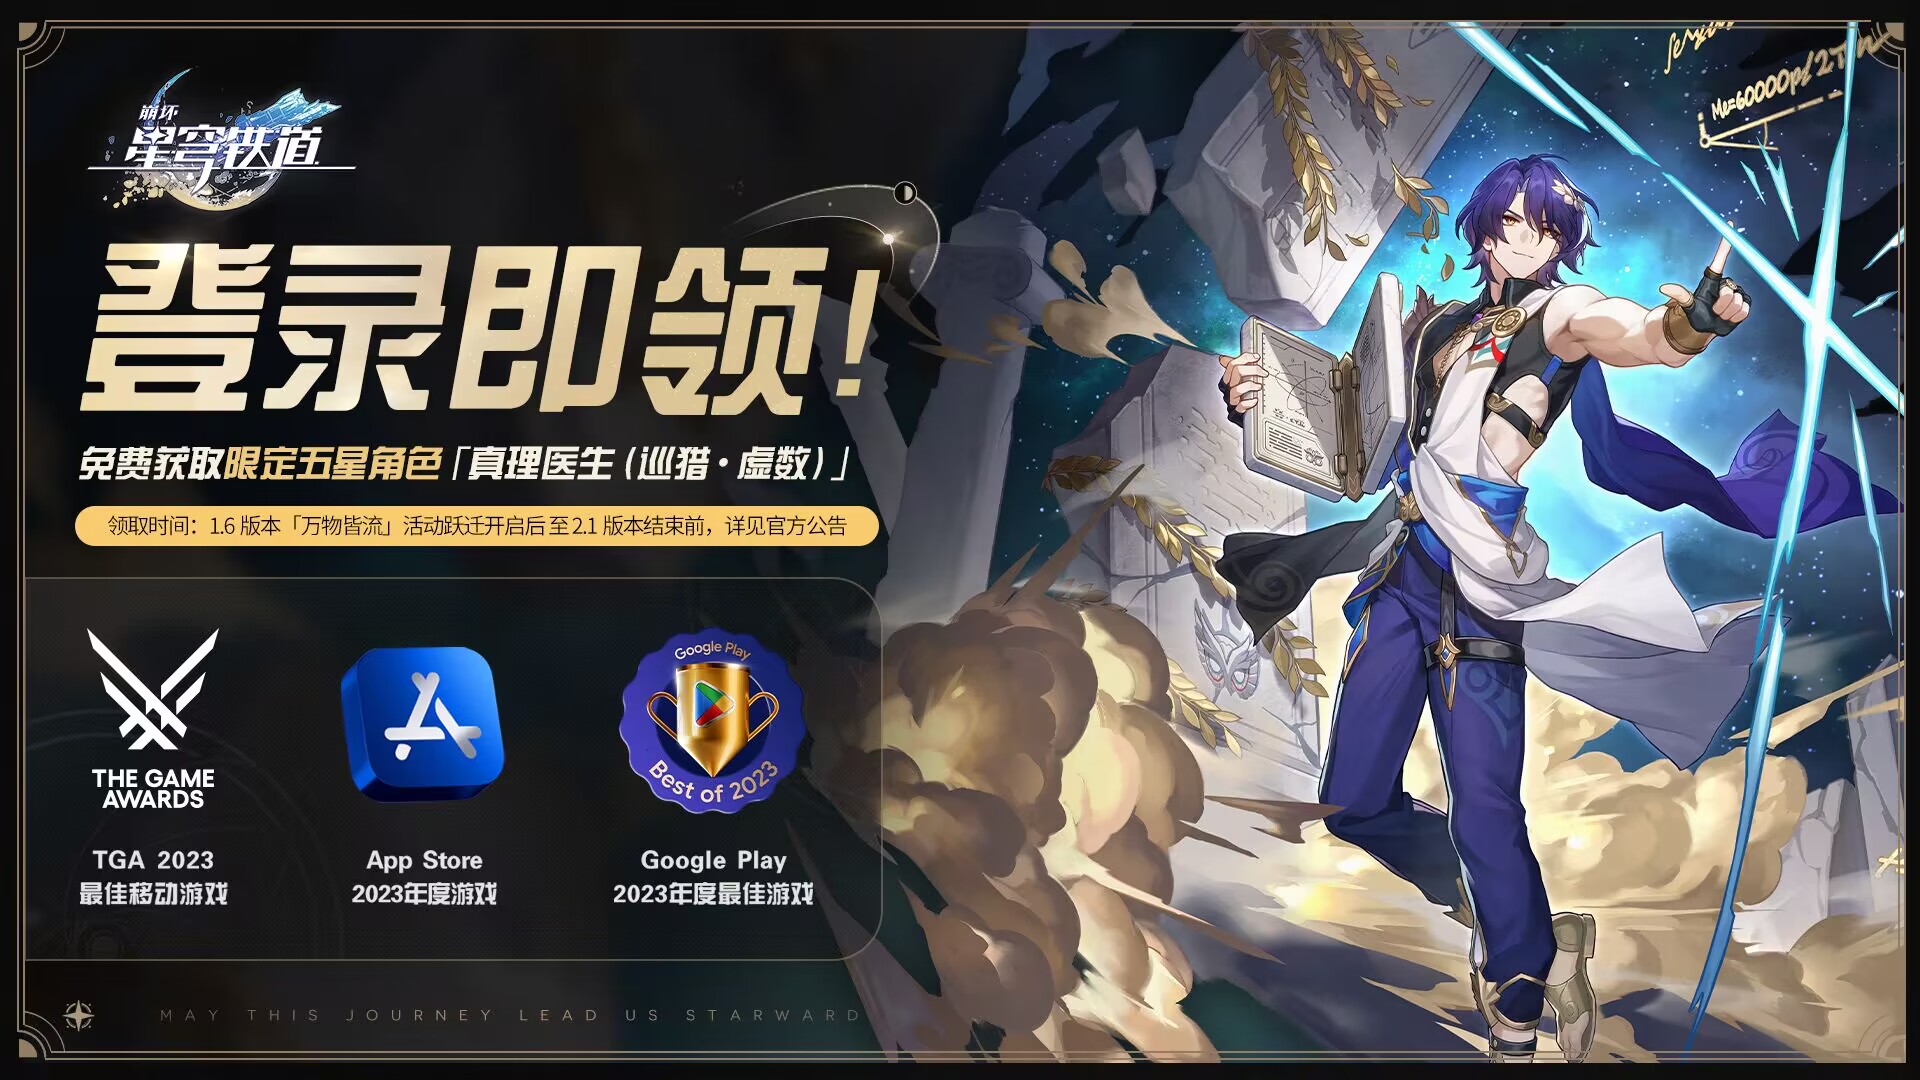 崩坏
星穹铁道
登录即领!
免费获取限定五星角色「真理医生(巡猎·虚数)」
领取时间：1.6 版本「万物皆流」活动跃迁开启后 至 2.1 版本结束前，详见官方公告
THE GAME
AWARDS
TGA 2023
最佳移动游戏
App Store
2023年度游戏
Google Play
Best of 2023
Google Play
2023年度最佳游戏
MAY THIS JOURNEY LEAD US STARWARD